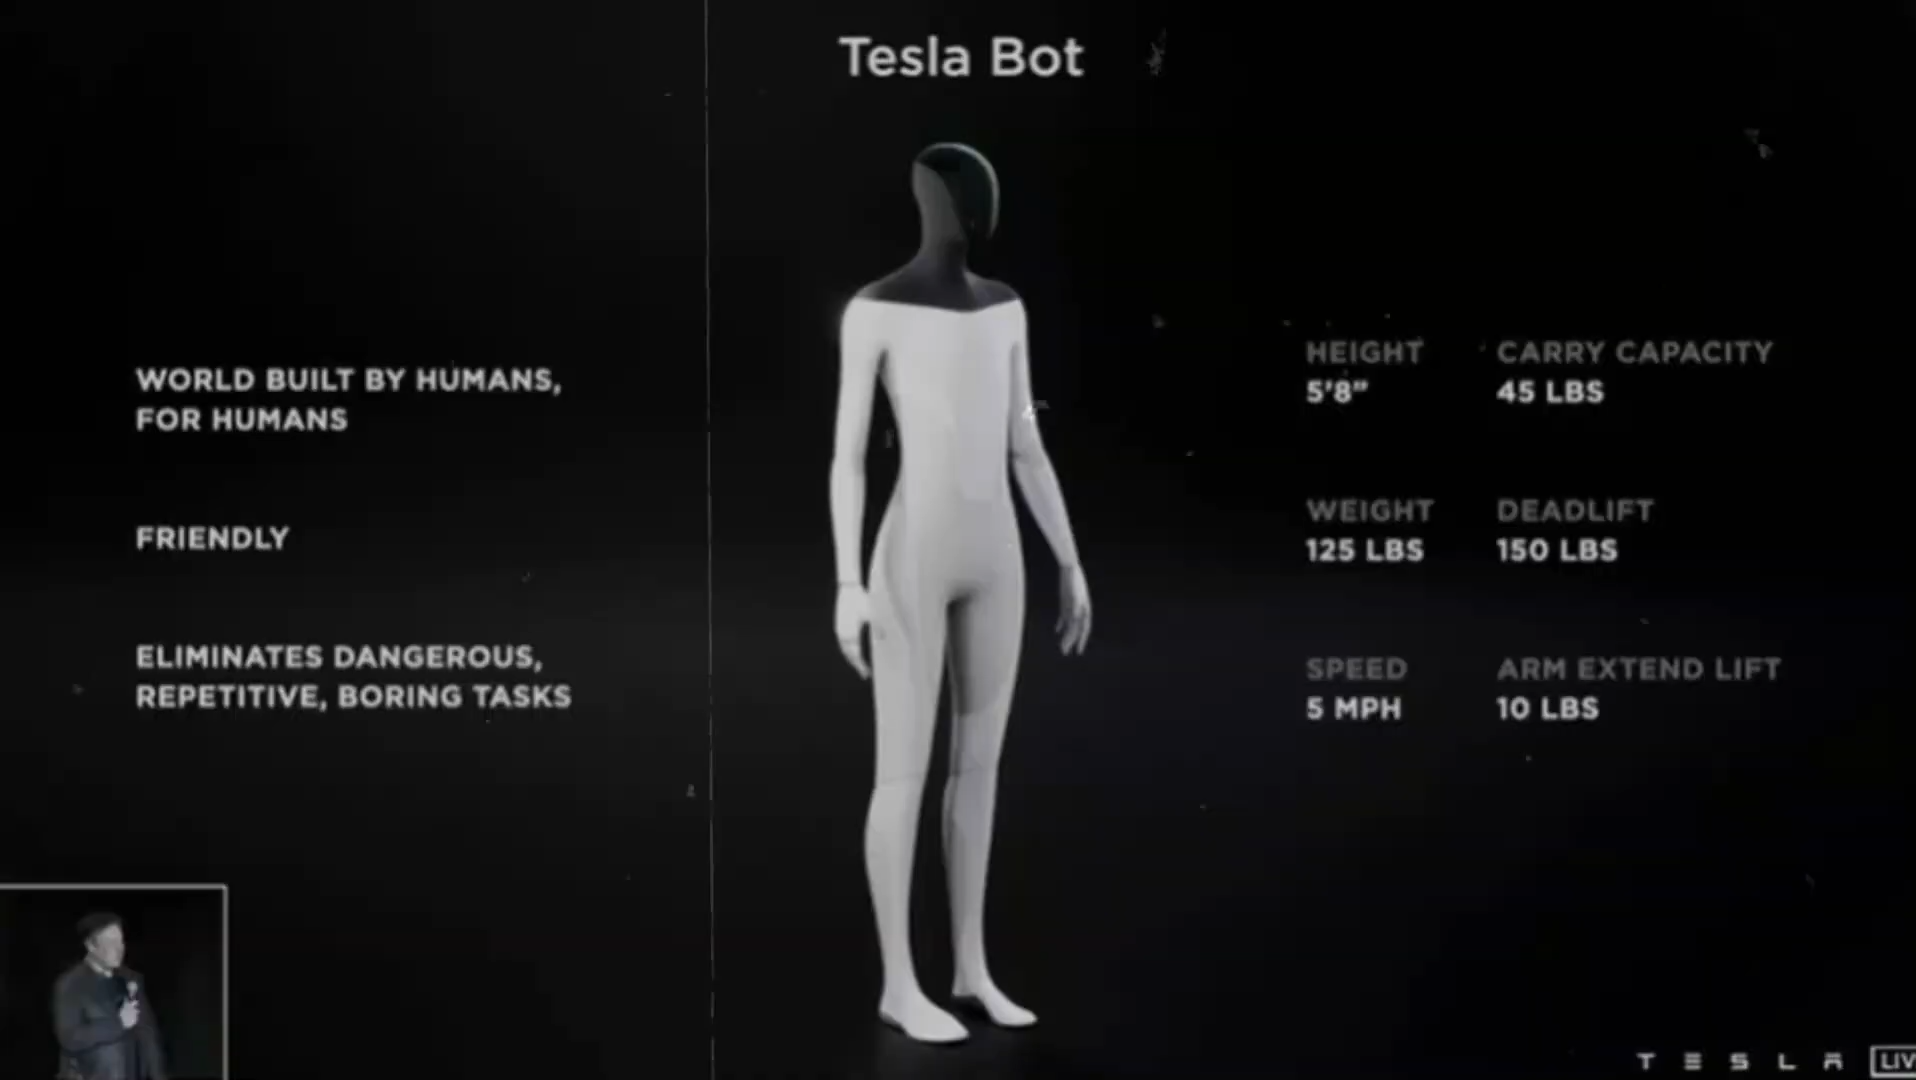 Tesla Bot
WORLD BUILT BY HUMANS,
FOR HUMANS
FRIENDLY
ELIMINATES DANGEROUS,
REPETITIVE, BORING TASKS
HEIGHT
5'8"
CARRY CAPACITY
45 LBS
WEIGHT
125 LBS
DEADLIFT
150 LBS
SPEED
5 MPH
ARM EXTEND LIFT
10 LBS
TESLA
LIV